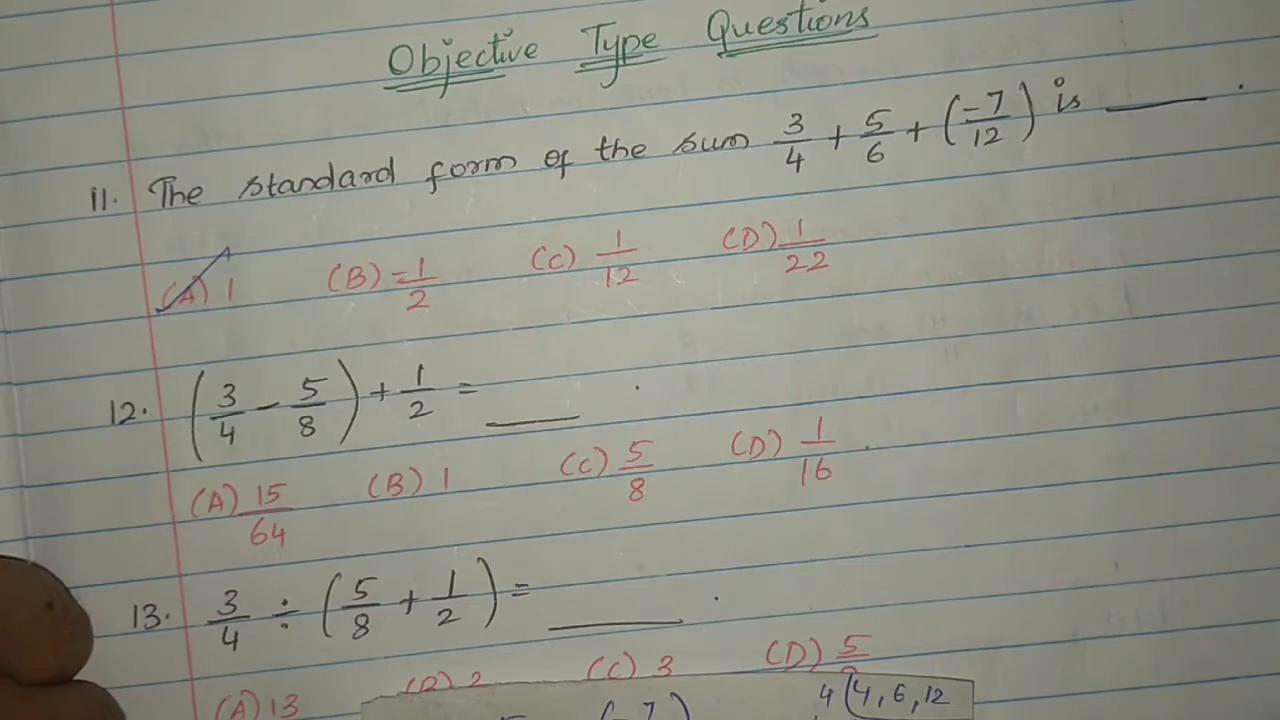 Objective Type Questions
11. The standard form of the sum 3/4 + 5/6 + (-7/12) is ____ .
(A) 1 (B) -1/2 (C) 1/12 (D) 1/22
12. (3/4 - 5/8) + 1/2 = ____ .
(A) 15/64 (B) 1 (C) 5/8 (D) 1/16 .
13. 3/4 ÷ (5/8 + 1/2) = ____ .
(A) 13 (B) 2 (C) 3 (D) 5
4 ( 4, 6, 12